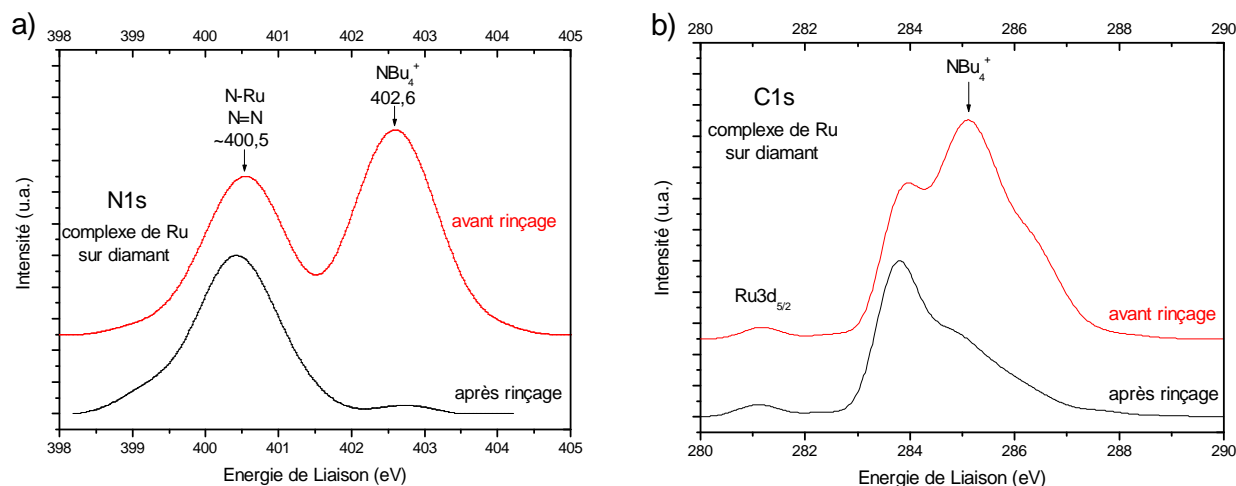 a)
398 399 400 401 402 403 404 405
N-Ru
N=N
~400,5
NBu4+
402,6
N1s
complexe de Ru
sur diamant
avant rinçage
après rinçage
Intensité (u.a.)
398 399 400 401 402 403 404 405
Energie de Liaison (eV)
b)
280 282 284 286 288 290
NBu4+
C1s
complexe de Ru
sur diamant
Ru3d5/2
avant rinçage
après rinçage
Intensité (u.a.)
280 282 284 286 288 290
Energie de Liaison (eV)